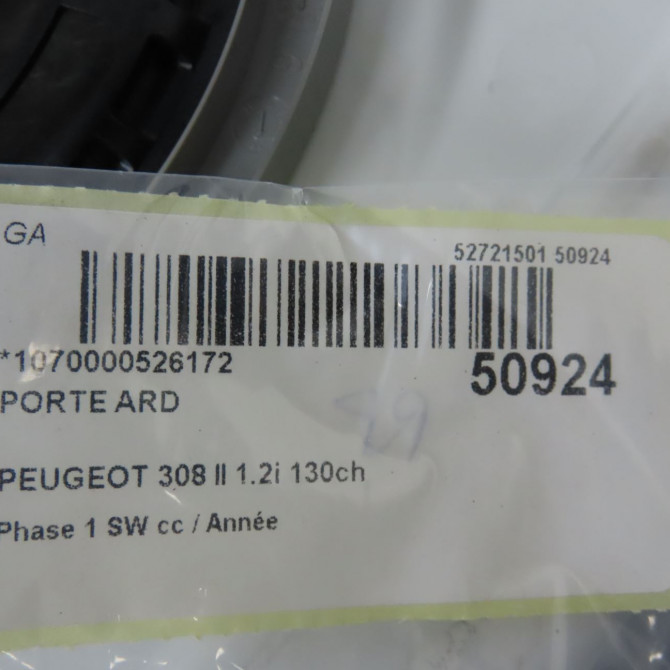 GA
52721501 50924
*1070000526172
50924
PORTE ARD
PEUGEOT 308 II 1.2i 130ch
Phase 1 SW cc / Année